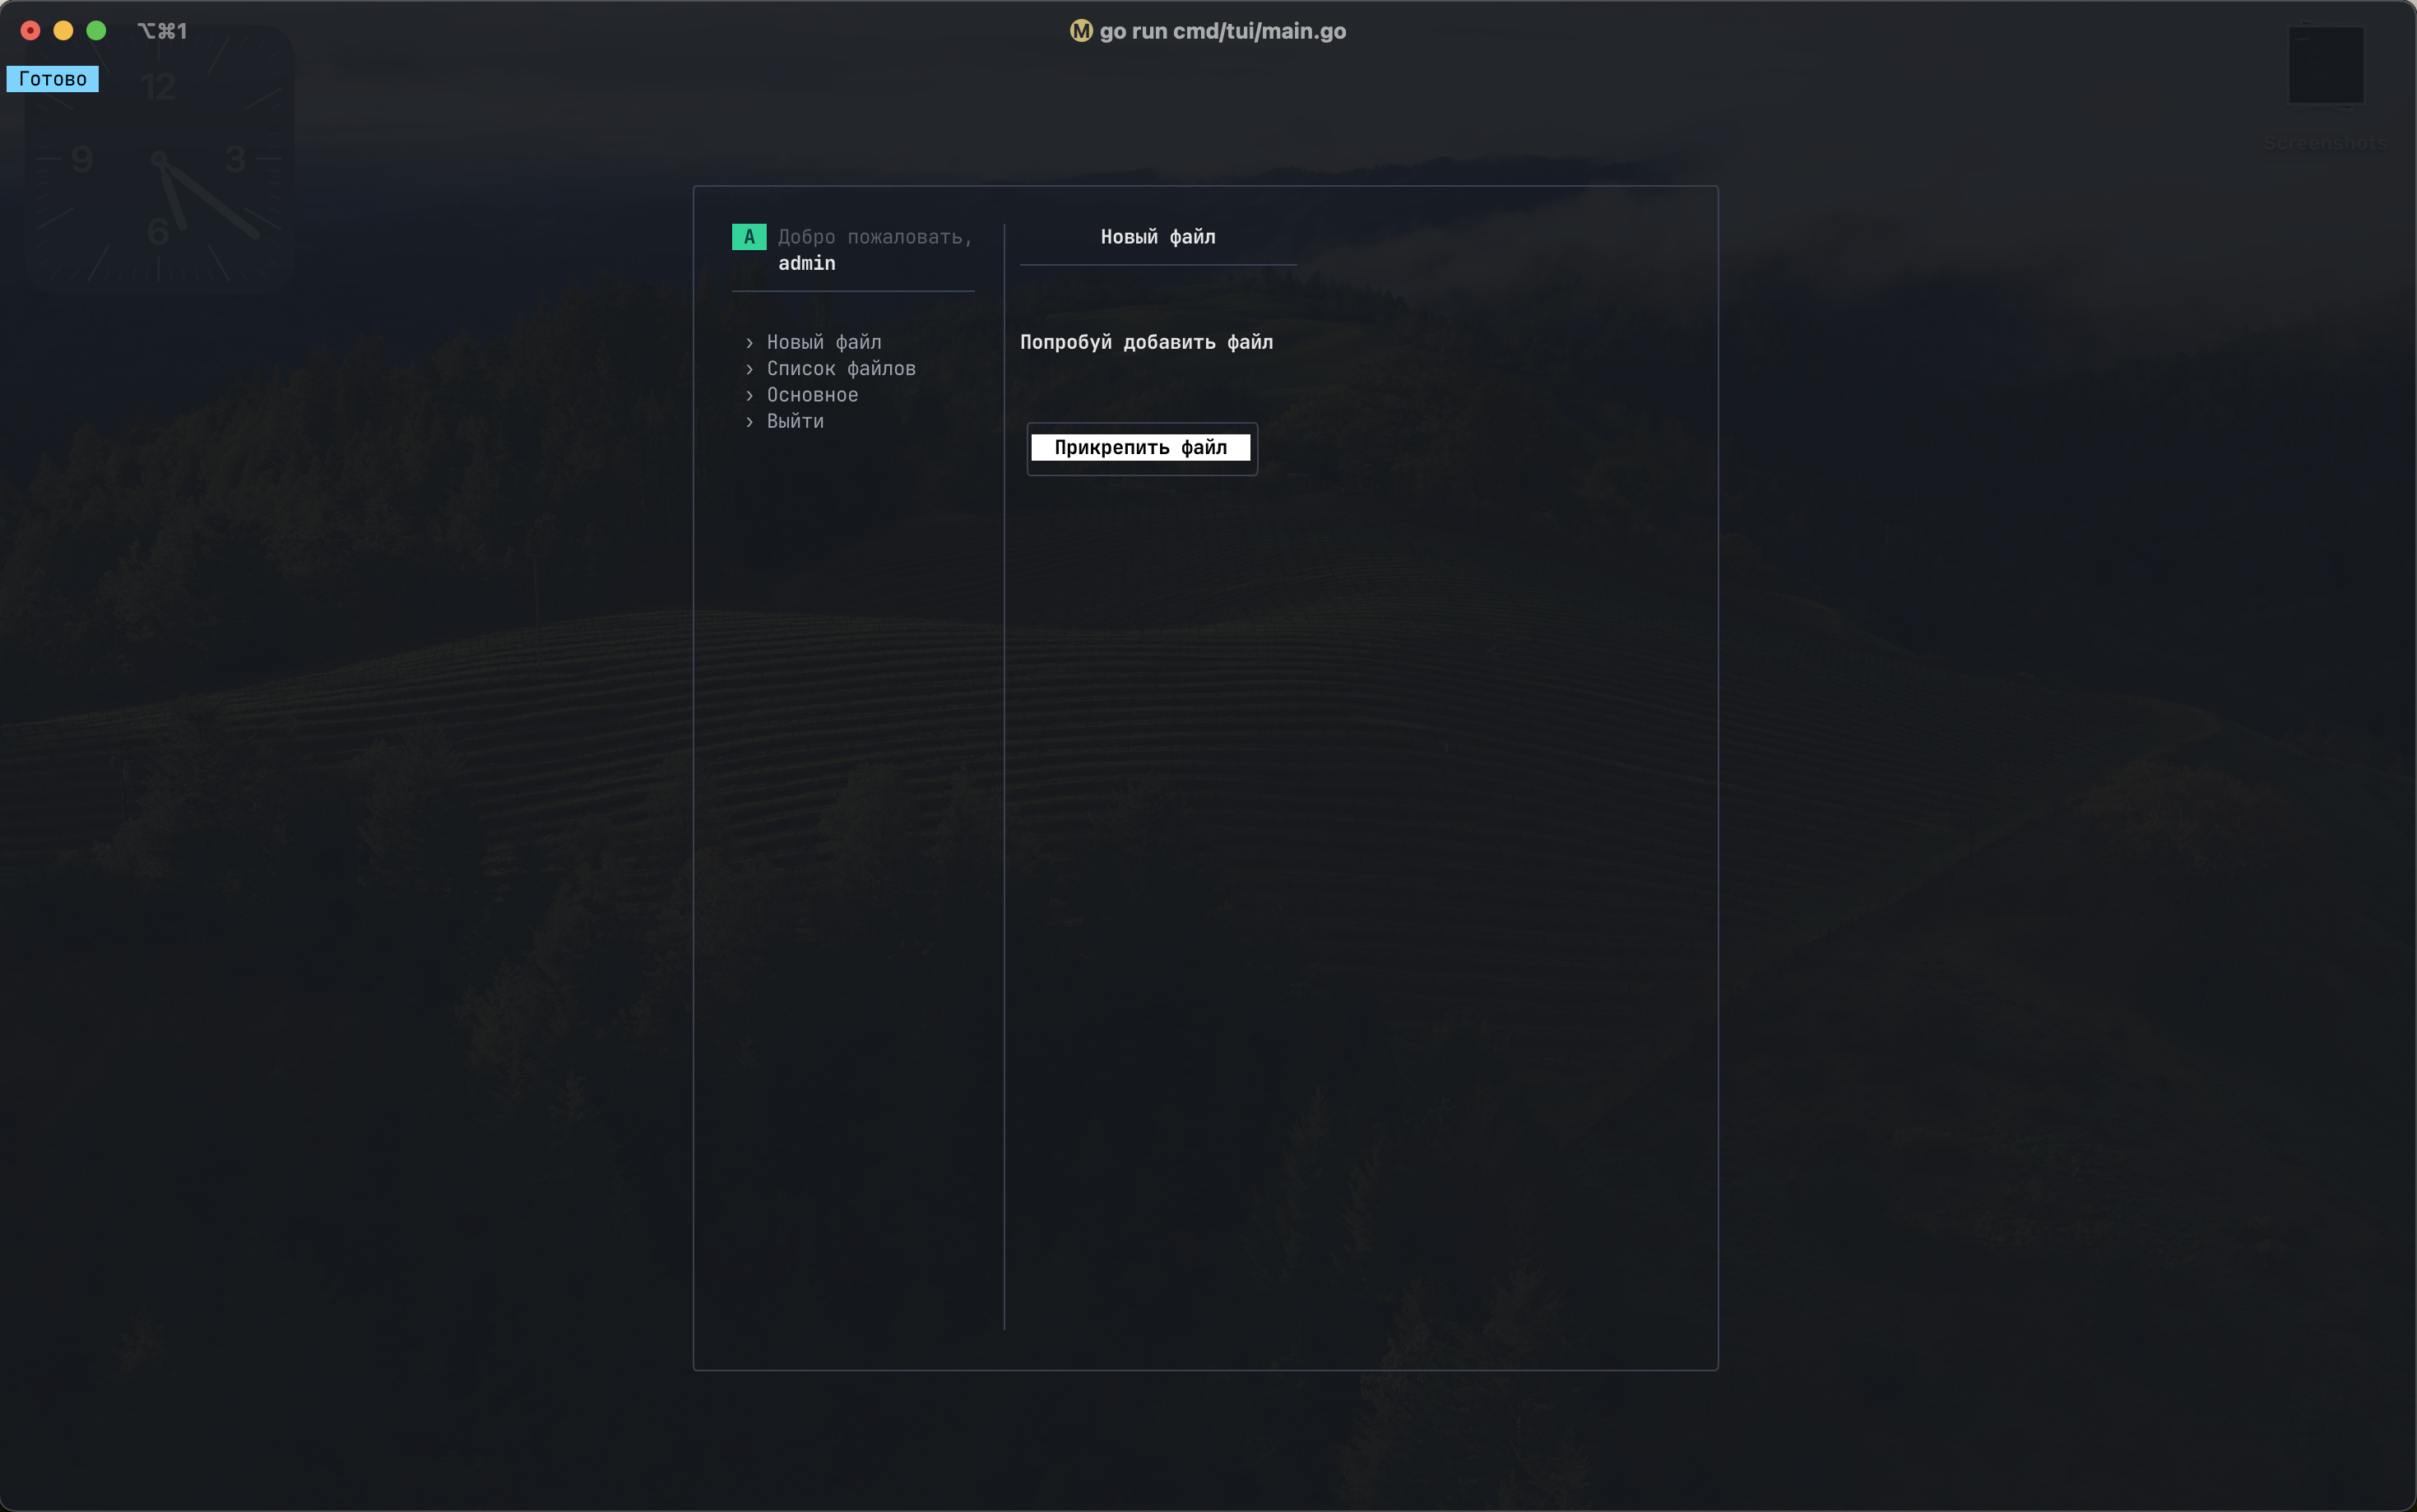 ⌥⌘1
M go run cmd/tui/main.go
Готово
12
9
3
6
Screenshots
A Добро пожаловать,
admin
› Новый файл
› Список файлов
› Основное
› Выйти
Новый файл
Попробуй добавить файл
Прикрепить файл